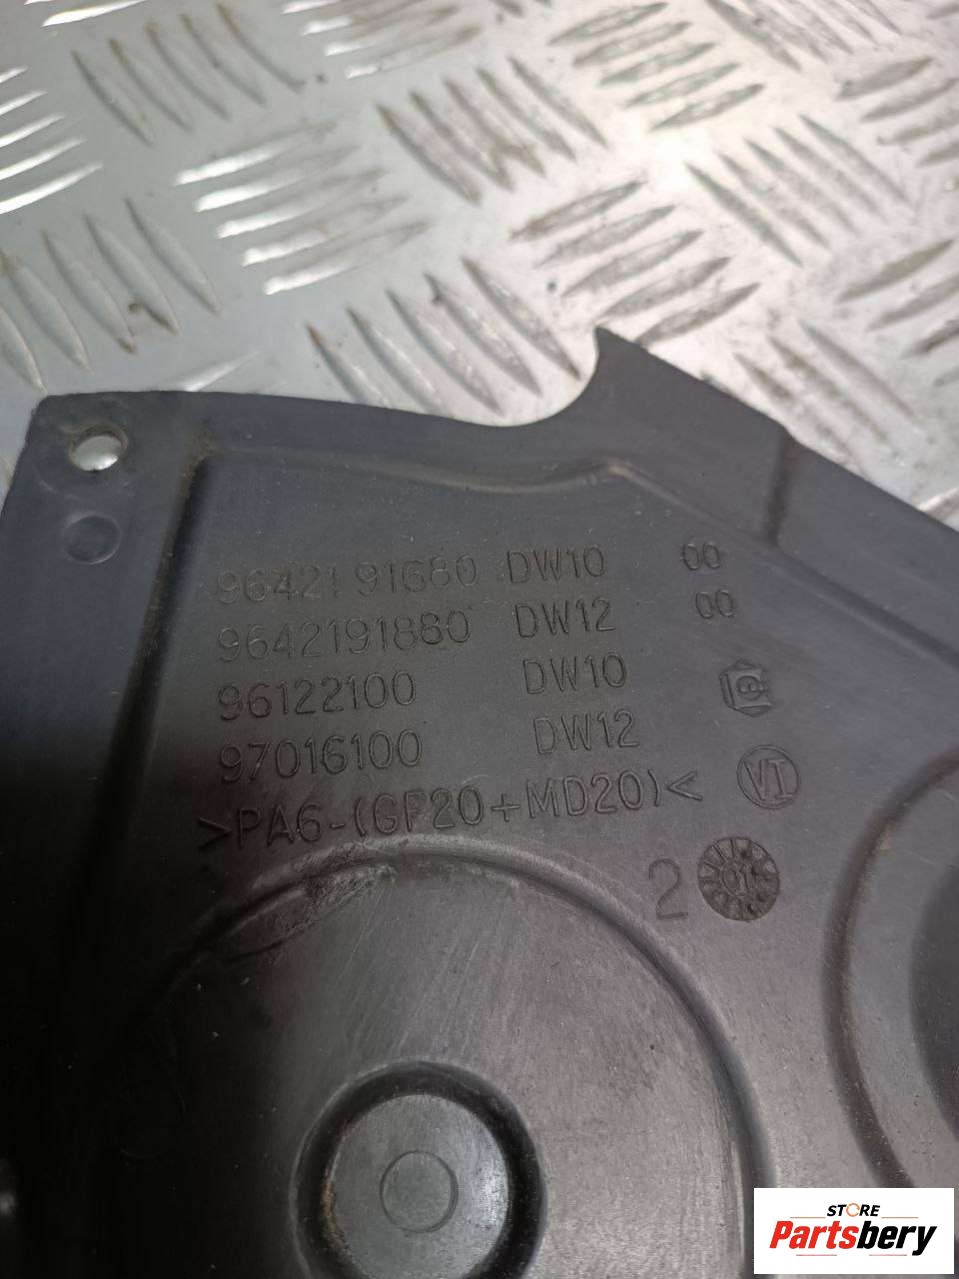 9642191680 DW10 00
9642191880 DW12 00
96122100 DW10
97016100 DW12
>PA6-(GF20+MD20)< VI
2
STORE
Partsbery